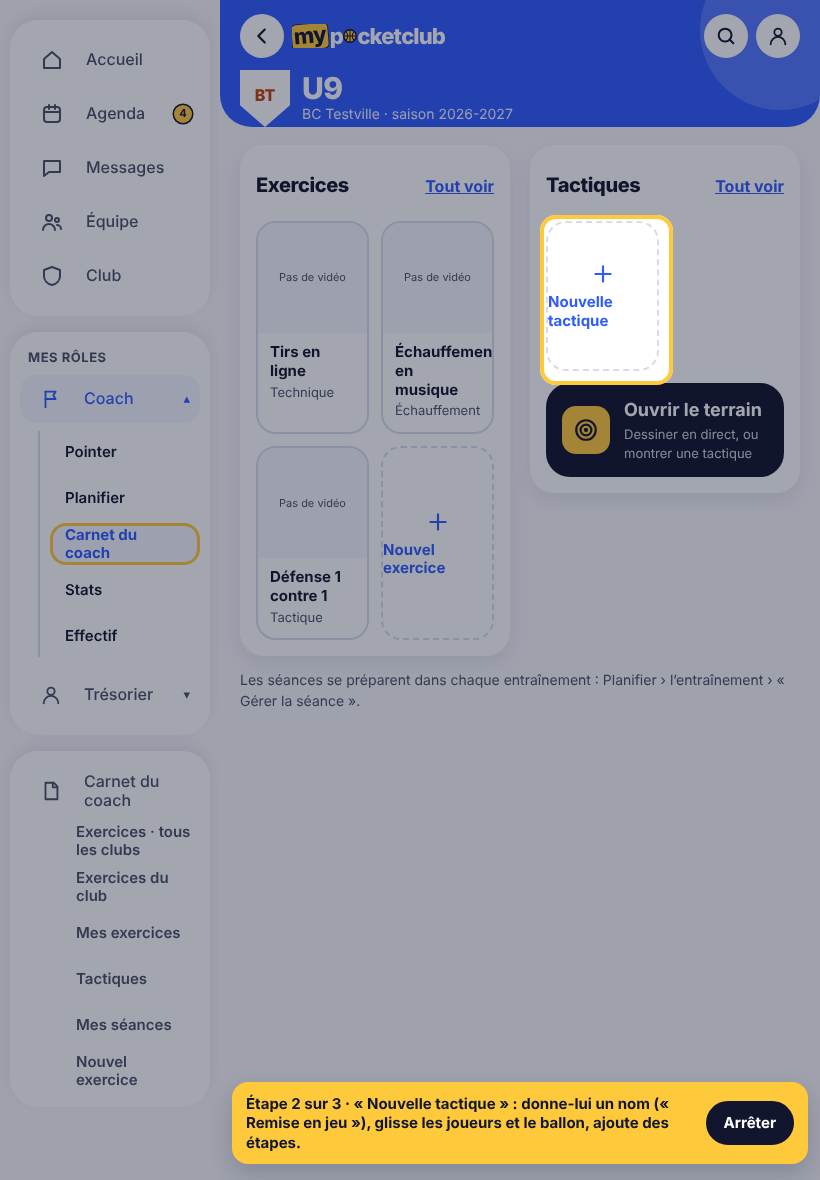 Accueil
Agenda
4
Messages
Équipe
Club
MES RÔLES
Coach
Pointer
Planifier
Carnet du
coach
Stats
Effectif
Trésorier
Carnet du
coach
Exercices · tous
les clubs
Exercices du
club
Mes exercices
Tactiques
Mes séances
Nouvel
exercice
my pocketclub
BT
U9
BC Testville · saison 2026-2027
Exercices
Tout voir
Pas de vidéo
Tirs en
ligne
Technique
Pas de vidéo
Échauffemen
en
musique
Échauffement
Pas de vidéo
Défense 1
contre 1
Tactique
Nouvel
exercice
Tactiques
Tout voir
Nouvelle
tactique
Ouvrir le terrain
Dessiner en direct, ou
montrer une tactique
Les séances se préparent dans chaque entraînement : Planifier › l’entraînement › «
Gérer la séance ».
Étape 2 sur 3 · « Nouvelle tactique » : donne-lui un nom («
Remise en jeu »), glisse les joueurs et le ballon, ajoute des
étapes.
Arrêter